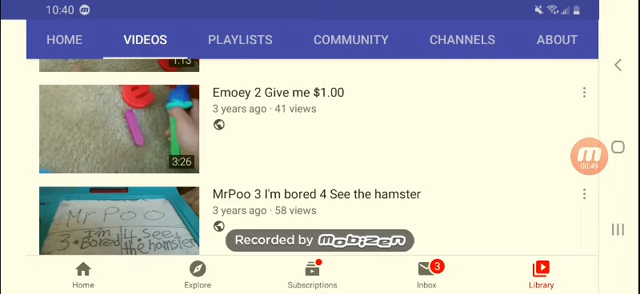 10:40
HOME VIDEOS PLAYLISTS COMMUNITY CHANNELS ABOUT
1:13
Emoey 2 Give me $1.00
3 years ago · 41 views
3:26
00:49
MrPoo 3 I'm bored 4 See the hamster
3 years ago · 58 views
Mr Poo
3. I'm Bored
4. See the hamster
Recorded by mobizen
3
Home Explore Subscriptions Inbox Library